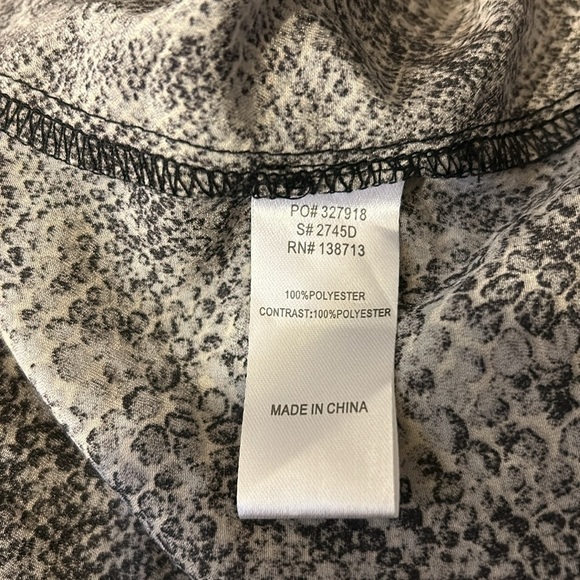 PO# 327918
S# 2745D
RN# 138713
100%POLYESTER
CONTRAST:100%POLYESTER
MADE IN CHINA